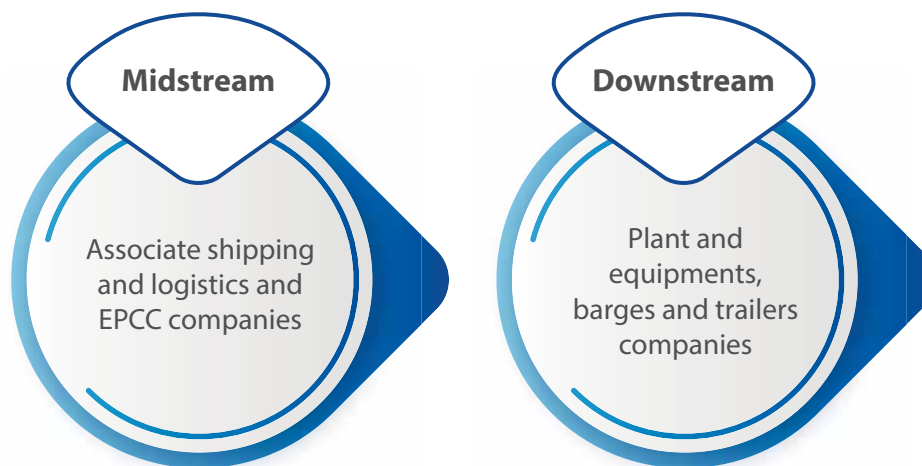 Midstream
Associate shipping
and logistics and
EPCC companies
Downstream
Plant and
equipments,
barges and trailers
companies